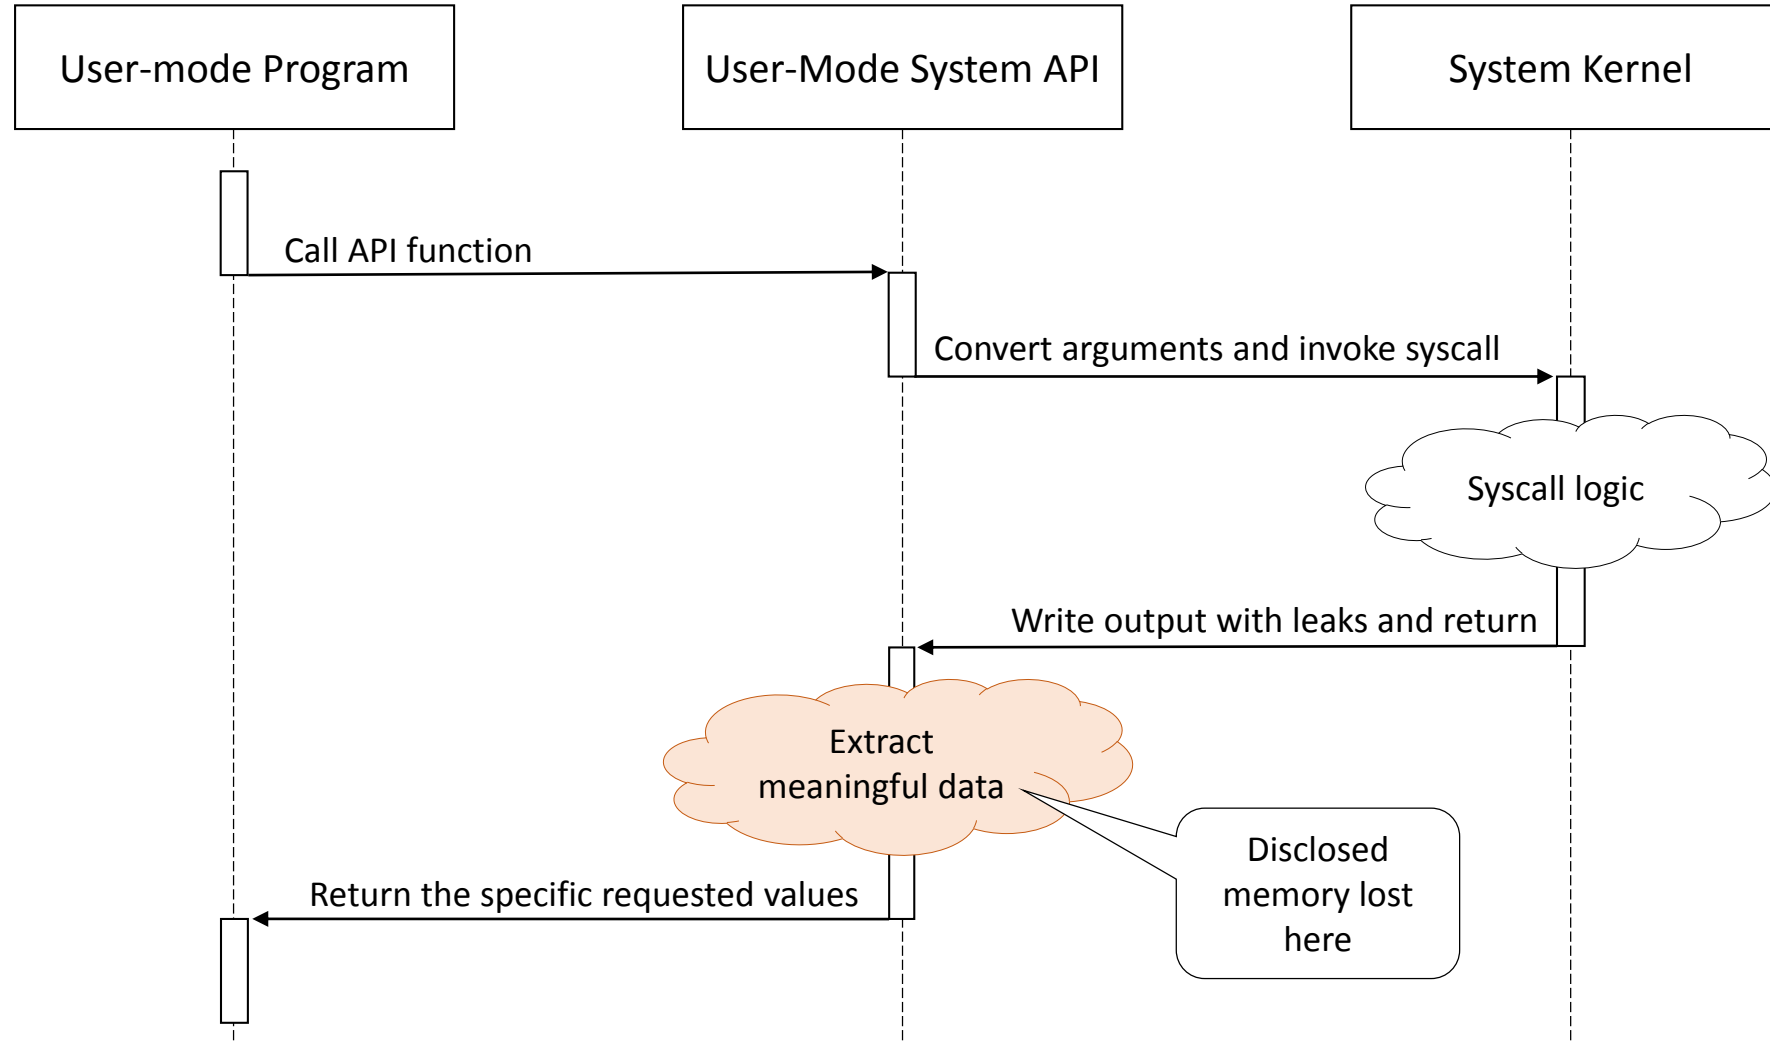 User-mode Program
User-Mode System API
System Kernel
Call API function
Convert arguments and invoke syscall
Syscall logic
Write output with leaks and return
Extract
meaningful data
Disclosed
memory lost
here
Return the specific requested values